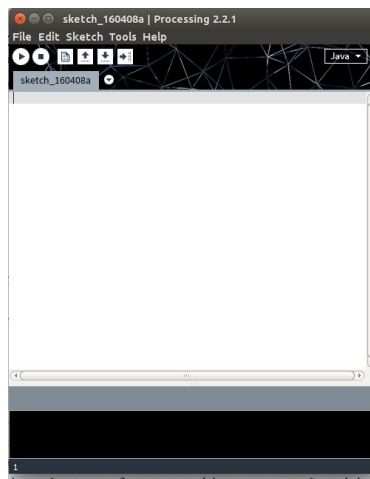 sketch_160408a | Processing 2.2.1
File Edit Sketch Tools Help
Java
sketch_160408a
1